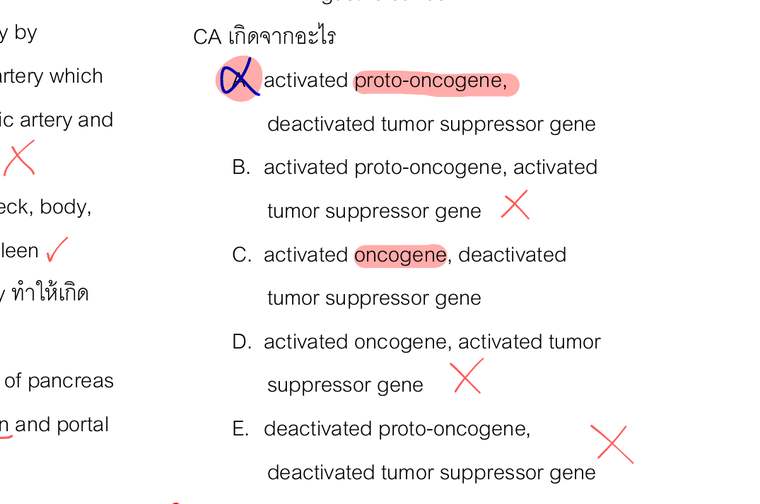 y by
artery which
ic artery and
eck, body,
leen
y ทำให้เกิด
of pancreas
n and portal
CA เกิดจากอะไร
activated proto-oncogene,
deactivated tumor suppressor gene
B. activated proto-oncogene, activated
tumor suppressor gene
C. activated oncogene, deactivated
tumor suppressor gene
D. activated oncogene, activated tumor
suppressor gene
E. deactivated proto-oncogene,
deactivated tumor suppressor gene